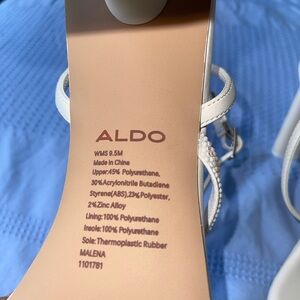 ALDO
WMS 9.5M
Made in China
Upper:45% Polyurethane,
30%Acrylonitrile Butadiene
Styrene(ABS),23%Polyester,
2%Zinc Alloy
Lining:100% Polyurethane
Insole:100% Polyurethane
Sole:Thermoplastic Rubber
MALENA
1101781